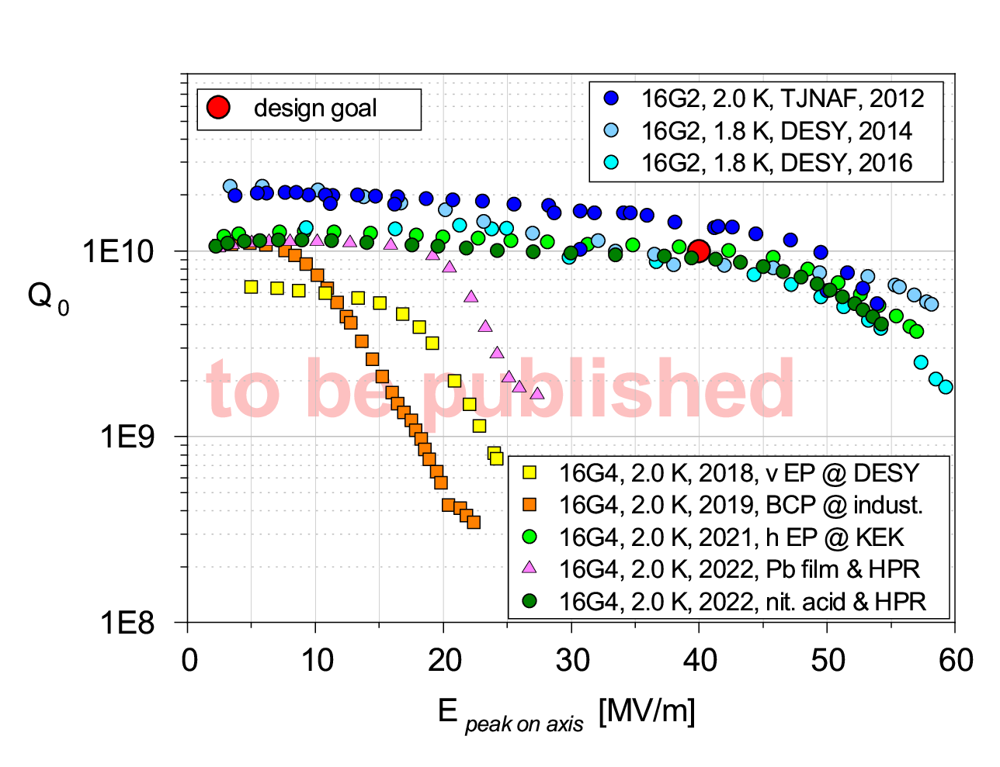 design goal
16G2, 2.0 K, TJNAF, 2012
16G2, 1.8 K, DESY, 2014
16G2, 1.8 K, DESY, 2016
1E10
Q0
to be published
1E9
16G4, 2.0 K, 2018, v EP @ DESY
16G4, 2.0 K, 2019, BCP @ indust.
16G4, 2.0 K, 2021, h EP @ KEK
16G4, 2.0 K, 2022, Pb film & HPR
16G4, 2.0 K, 2022, nit. acid & HPR
1E8
0 10 20 30 40 50 60
E peak on axis [MV/m]